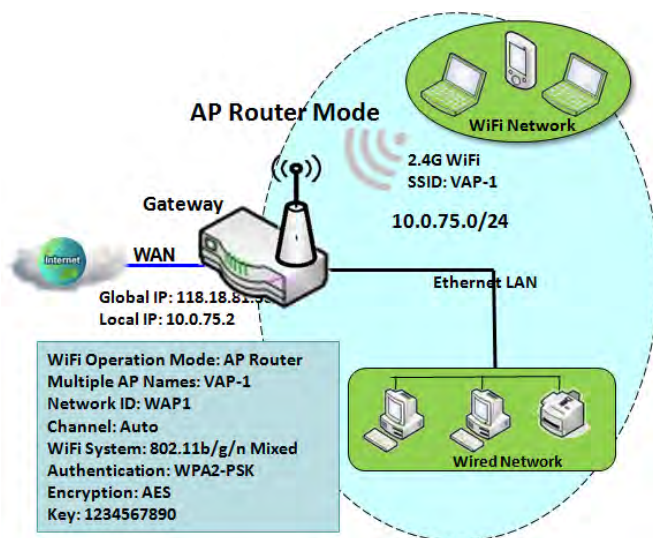 AP Router Mode
WiFi Network
2.4G WiFi
SSID: VAP-1
Gateway
10.0.75.0/24
Internet
WAN
Ethernet LAN
Global IP:
Local IP: 10.0.75.2
WiFi Operation Mode: AP Router
Multiple AP Names: VAP-1
Network ID: WAP1
Channel: Auto
WiFi System: 802.11b/g/n Mixed
Authentication: WPA2-PSK
Encryption: AES
Key: 1234567890
Wired Network